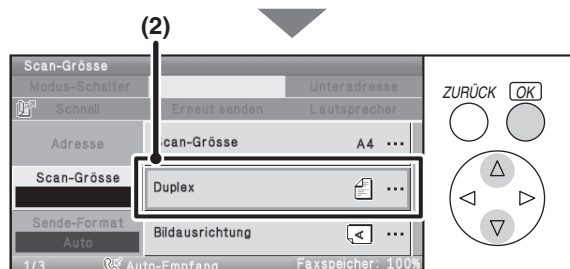 (2)
Scan-Grösse
Modus-Schalter Unteradresse
Schnell Erneut senden Lautsprecher
Adresse Scan-Grösse A4 ...
Scan-Grösse
Duplex ...
Sende-Format
Auto
Bildausrichtung ...
1/3 Auto-Empfang Faxspeicher: 100%
ZURÜCK OK